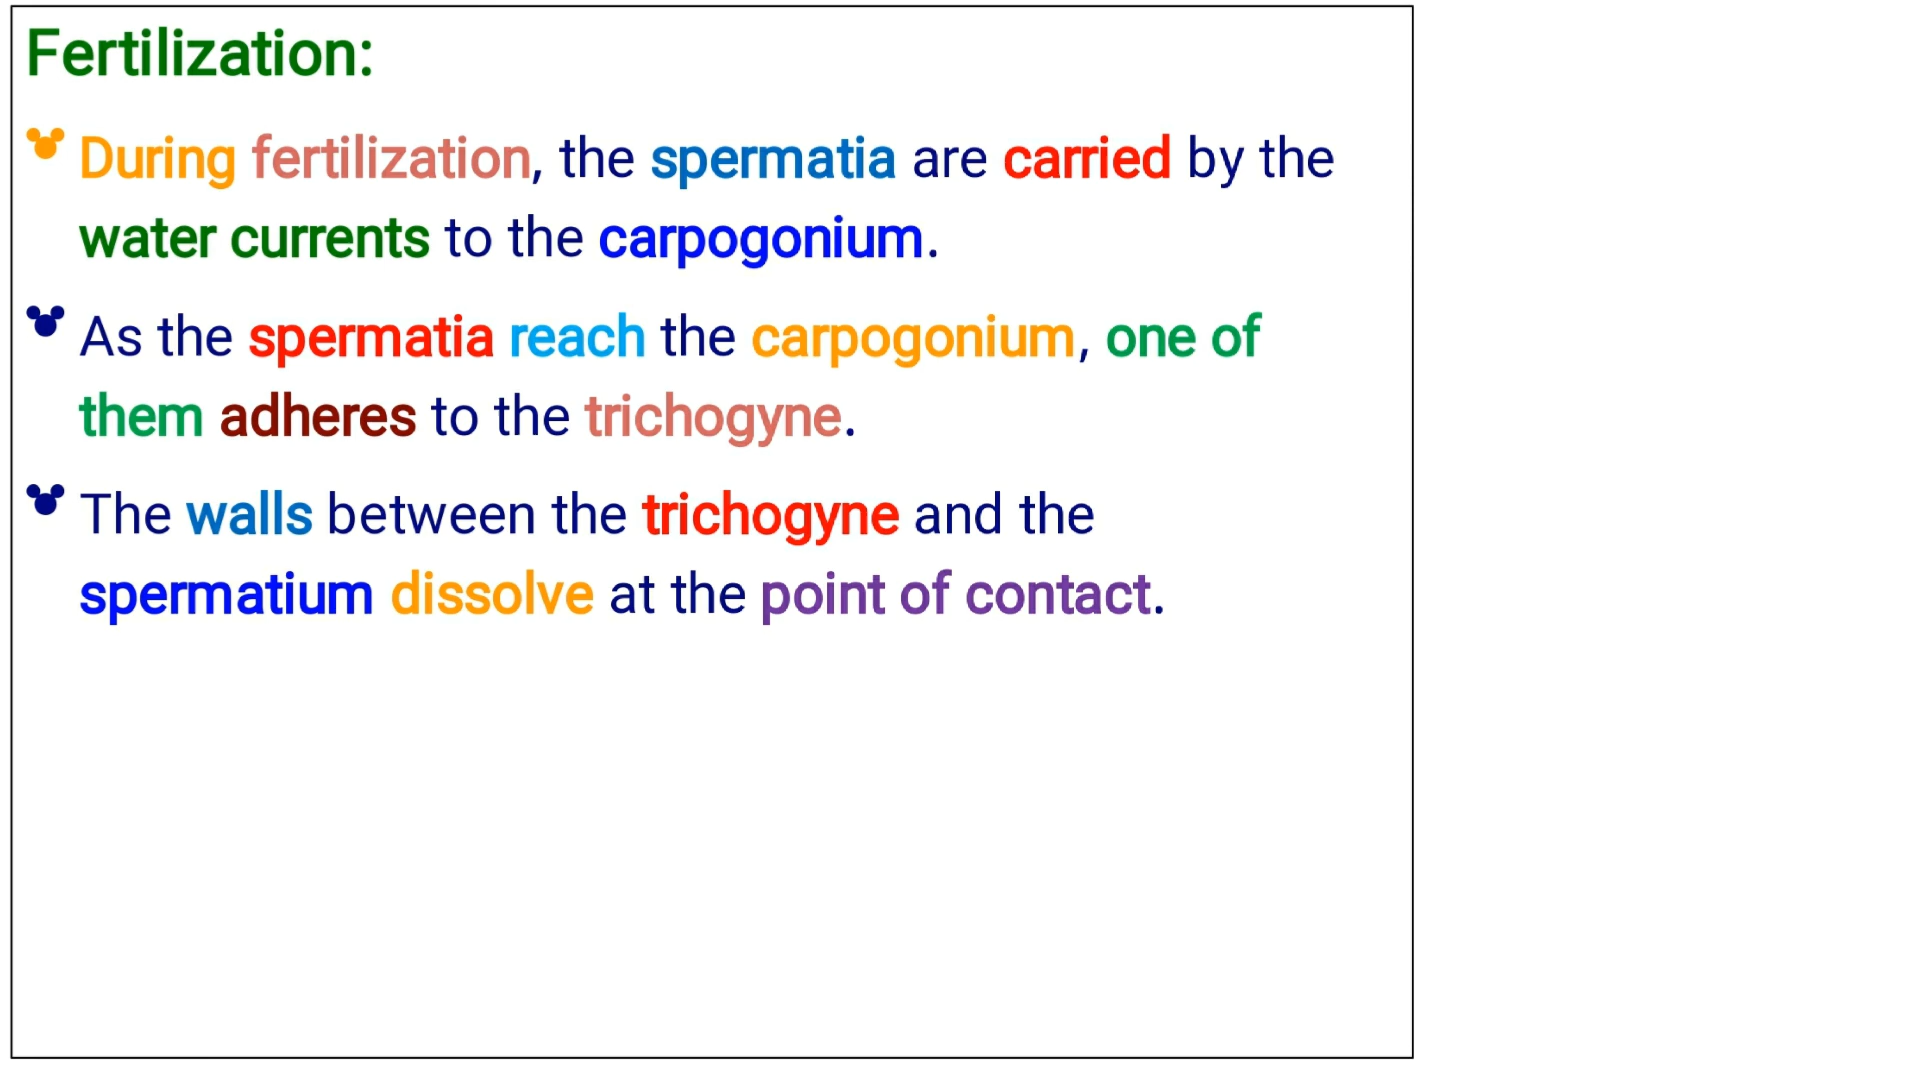 Fertilization:
During fertilization, the spermatia are carried by the
water currents to the carpogonium.
As the spermatia reach the carpogonium, one of
them adheres to the trichogyne.
The walls between the trichogyne and the
spermatium dissolve at the point of contact.